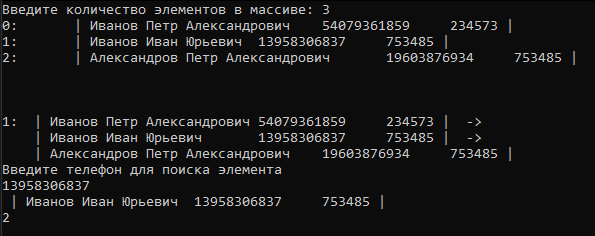 Введите количество элементов в массиве: 3
0: | Иванов Петр Александрович 54079361859 234573 |
1: | Иванов Иван Юрьевич 13958306837 753485 |
2: | Александров Петр Александрович 19603876934 753485 |
1: | Иванов Петр Александрович 54079361859 234573 | ->
| Иванов Иван Юрьевич 13958306837 753485 | ->
| Александров Петр Александрович 19603876934 753485 |
Введите телефон для поиска элемента
13958306837
| Иванов Иван Юрьевич 13958306837 753485 |
2